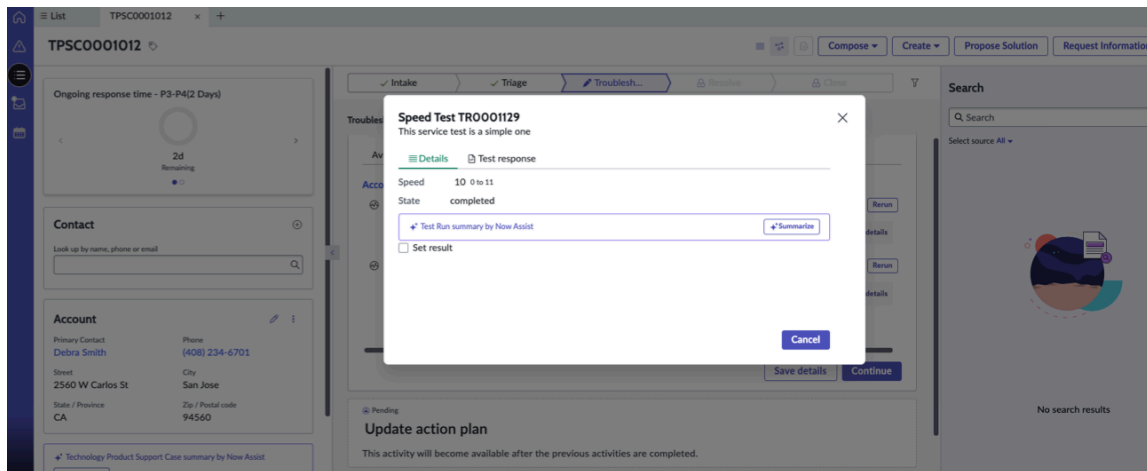 List
TPSC0001012
TPSC0001012
Compose
Create
Propose Solution
Request Information
Ongoing response time - P3-P4(2 Days)
2d
Remaining
Contact
Look up by name, phone or email
Account
Primary Contact
Phone
Debra Smith
(408) 234-6701
Street
City
2560 W Carlos St
San Jose
State / Province
Zip / Postal code
CA
94560
Technology Product Support Case summary by Now Assist
Intake
Triage
Troublesh...
Resolve
Close
Troubles
Av
Acco
Speed Test TR0001129
This service test is a simple one
Details
Test response
Speed 10 0 to 11
State completed
Test Run summary by Now Assist
Summarize
Set result
Cancel
Rerun
details
Rerun
details
Save details
Continue
Pending
Update action plan
This activity will become available after the previous activities are completed.
Search
Search
Select source All
No search results